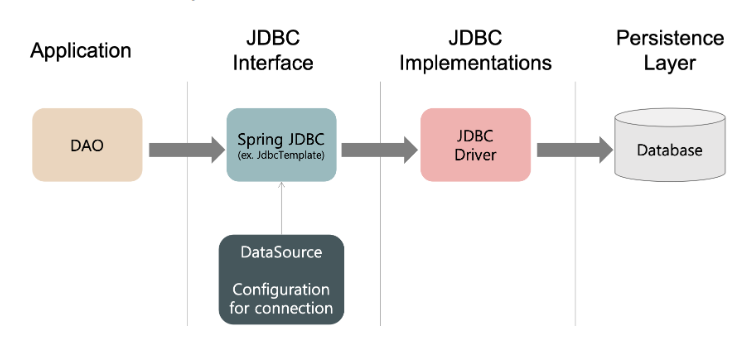 Application
JDBC
Interface
JDBC
Implementations
Persistence
Layer
DAO
Spring JDBC
(ex. JdbcTemplate)
JDBC
Driver
Database
DataSource
Configuration
for connection